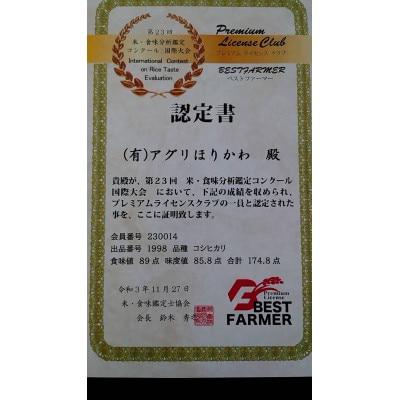 第23回
米・食味分析鑑定
コンクール:国際大会
International Contest
on Rice Taste
Evaluation
Premium
License Club
プレミアム ライセンス クラブ
BESTFARMER
ベストファーマー
認定書
(有)アグリほりかわ 殿
貴殿が、第23回 米・食味分析鑑定コンクール
国際大会 において、下記の成績を収められ、
プレミアムライセンスクラブの一員と認定された
事を、ここに証明致します。
会員番号 230014
出品番号 1998 品種 コシヒカリ
食味値 89点 味度値 85.8点 合計 174.8点
令和3年11月27日
米・食味鑑定士協会
会長 鈴木 秀
Premium
License
BEST
FARMER